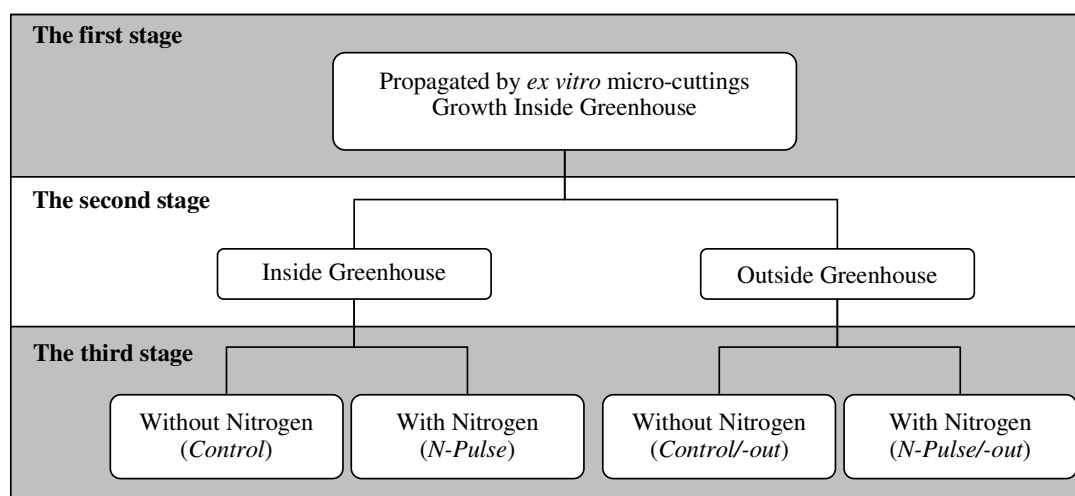 The first stage
Propagated by ex vitro micro-cuttings
Growth Inside Greenhouse
The second stage
Inside Greenhouse
Outside Greenhouse
The third stage
Without Nitrogen
(Control)
With Nitrogen
(N-Pulse)
Without Nitrogen
(Control/-out)
With Nitrogen
(N-Pulse/-out)